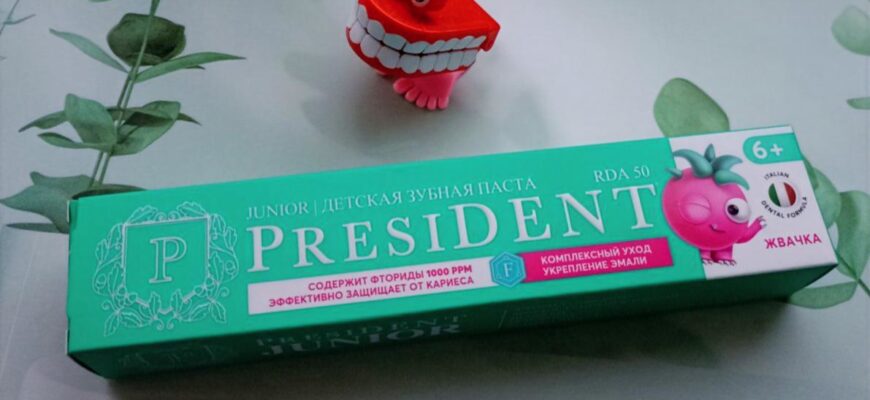 JUNIOR | ДЕТСКАЯ ЗУБНАЯ ПАСТА
RDA 50
PRESIDENT
P
СОДЕРЖИТ ФТОРИДЫ 1000 PPM
ЭФФЕКТИВНО ЗАЩИЩАЕТ ОТ КАРИЕСА
F
КОМПЛЕКСНЫЙ УХОД
УКРЕПЛЕНИЕ ЭМАЛИ
6+
ITALIAN
DENTAL FORMULA
ЖВАЧКА
PRESIDENT
JUNIOR